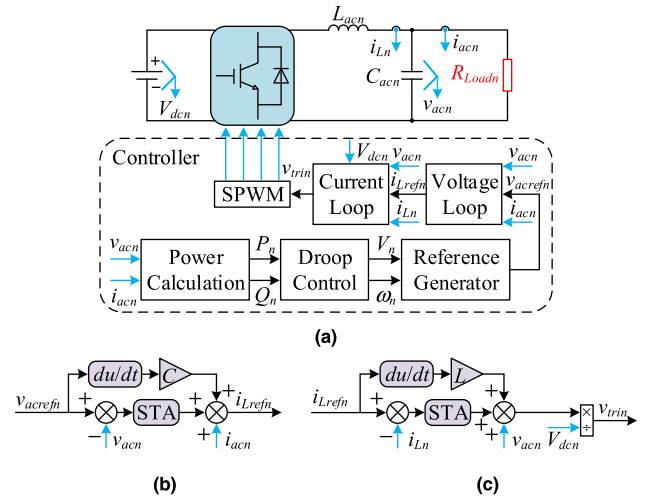 L_acn
i_Ln
i_acn
+
−
V_dcn
C_acn
v_acn
R_Loadn
Controller
v_trin
V_dcn
v_acn
v_acn
SPWM
Current
Loop
i_Lrefn
Voltage
Loop
v_acrefn
i_Ln
i_acn
v_acn
Power
Calculation
P_n
Droop
Control
V_n
Reference
Generator
i_acn
Q_n
ω_n
(a)
du/dt
C
v_acrefn
+
STA
+
+
i_Lrefn
−
v_acn
+
i_acn
(b)
du/dt
L
i_Lrefn
+
STA
+
+
×
÷
v_trin
−
i_Ln
+
v_acn
V_dcn
(c)